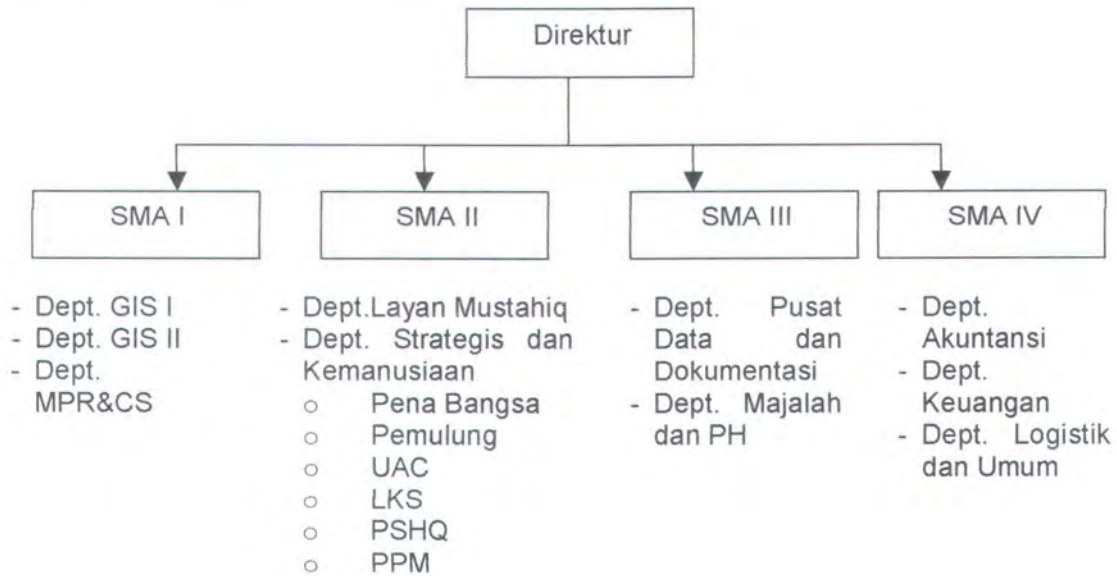 Direktur
SMA I
SMA II
SMA III
SMA IV
- Dept. GIS I
- Dept. GIS II
- Dept.
MPR&CS
- Dept.Layan Mustahiq
- Dept. Strategis dan
Kemanusiaan
o Pena Bangsa
o Pemulung
o UAC
o LKS
o PSHQ
o PPM
- Dept. Pusat
Data dan
Dokumentasi
- Dept. Majalah
dan PH
- Dept.
Akuntansi
- Dept.
Keuangan
- Dept. Logistik
dan Umum